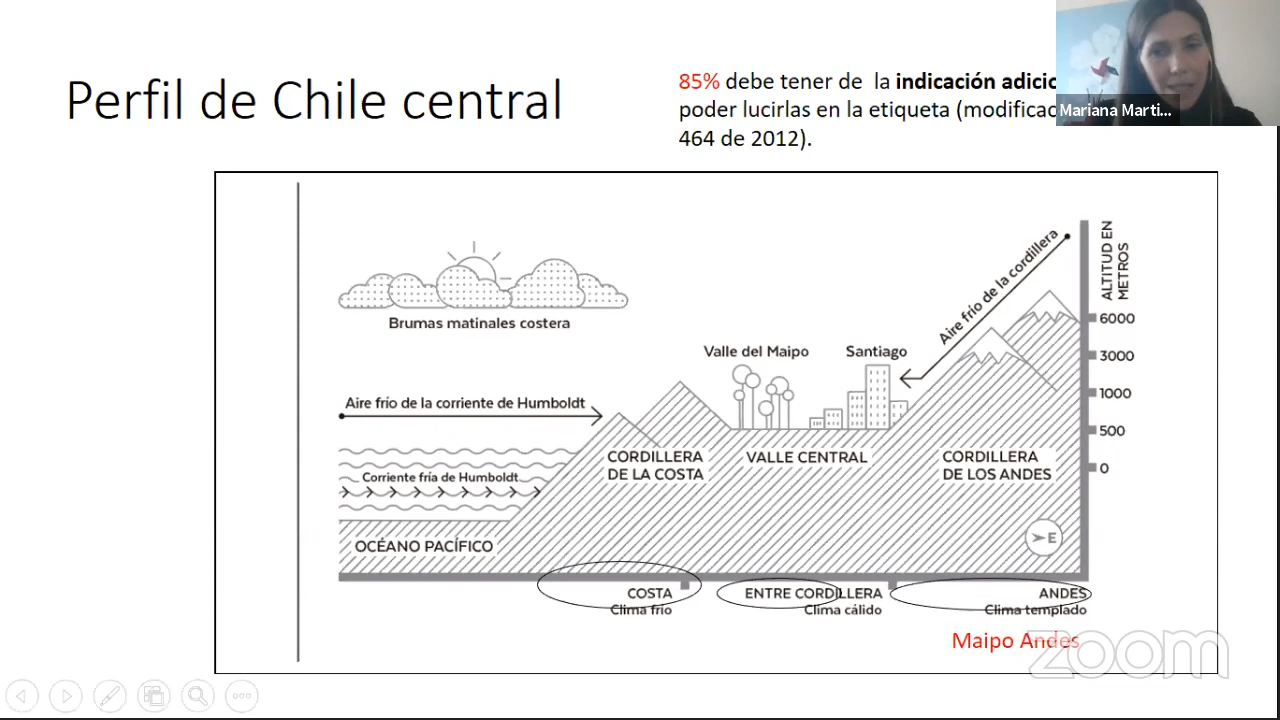 Perfil de Chile central
85% debe tener de la indicación
poder lucirlas en la etiqueta
464 de 2012).
Mariana Marti...
Brumas matinales costera
Aire frío de la corriente de Humboldt
Corriente fría de Humboldt
OCÉANO PACÍFICO
CORDILLERA
DE LA COSTA
Valle del Maipo
Santiago
VALLE CENTRAL
Aire frío de la cordillera
CORDILLERA
DE LOS ANDES
E
ALTITUD EN
METROS
6000
3000
1000
500
0
COSTA
Clima frío
ENTRE CORDILLERA
Clima cálido
ANDES
Clima templado
Maipo Andes
zoom